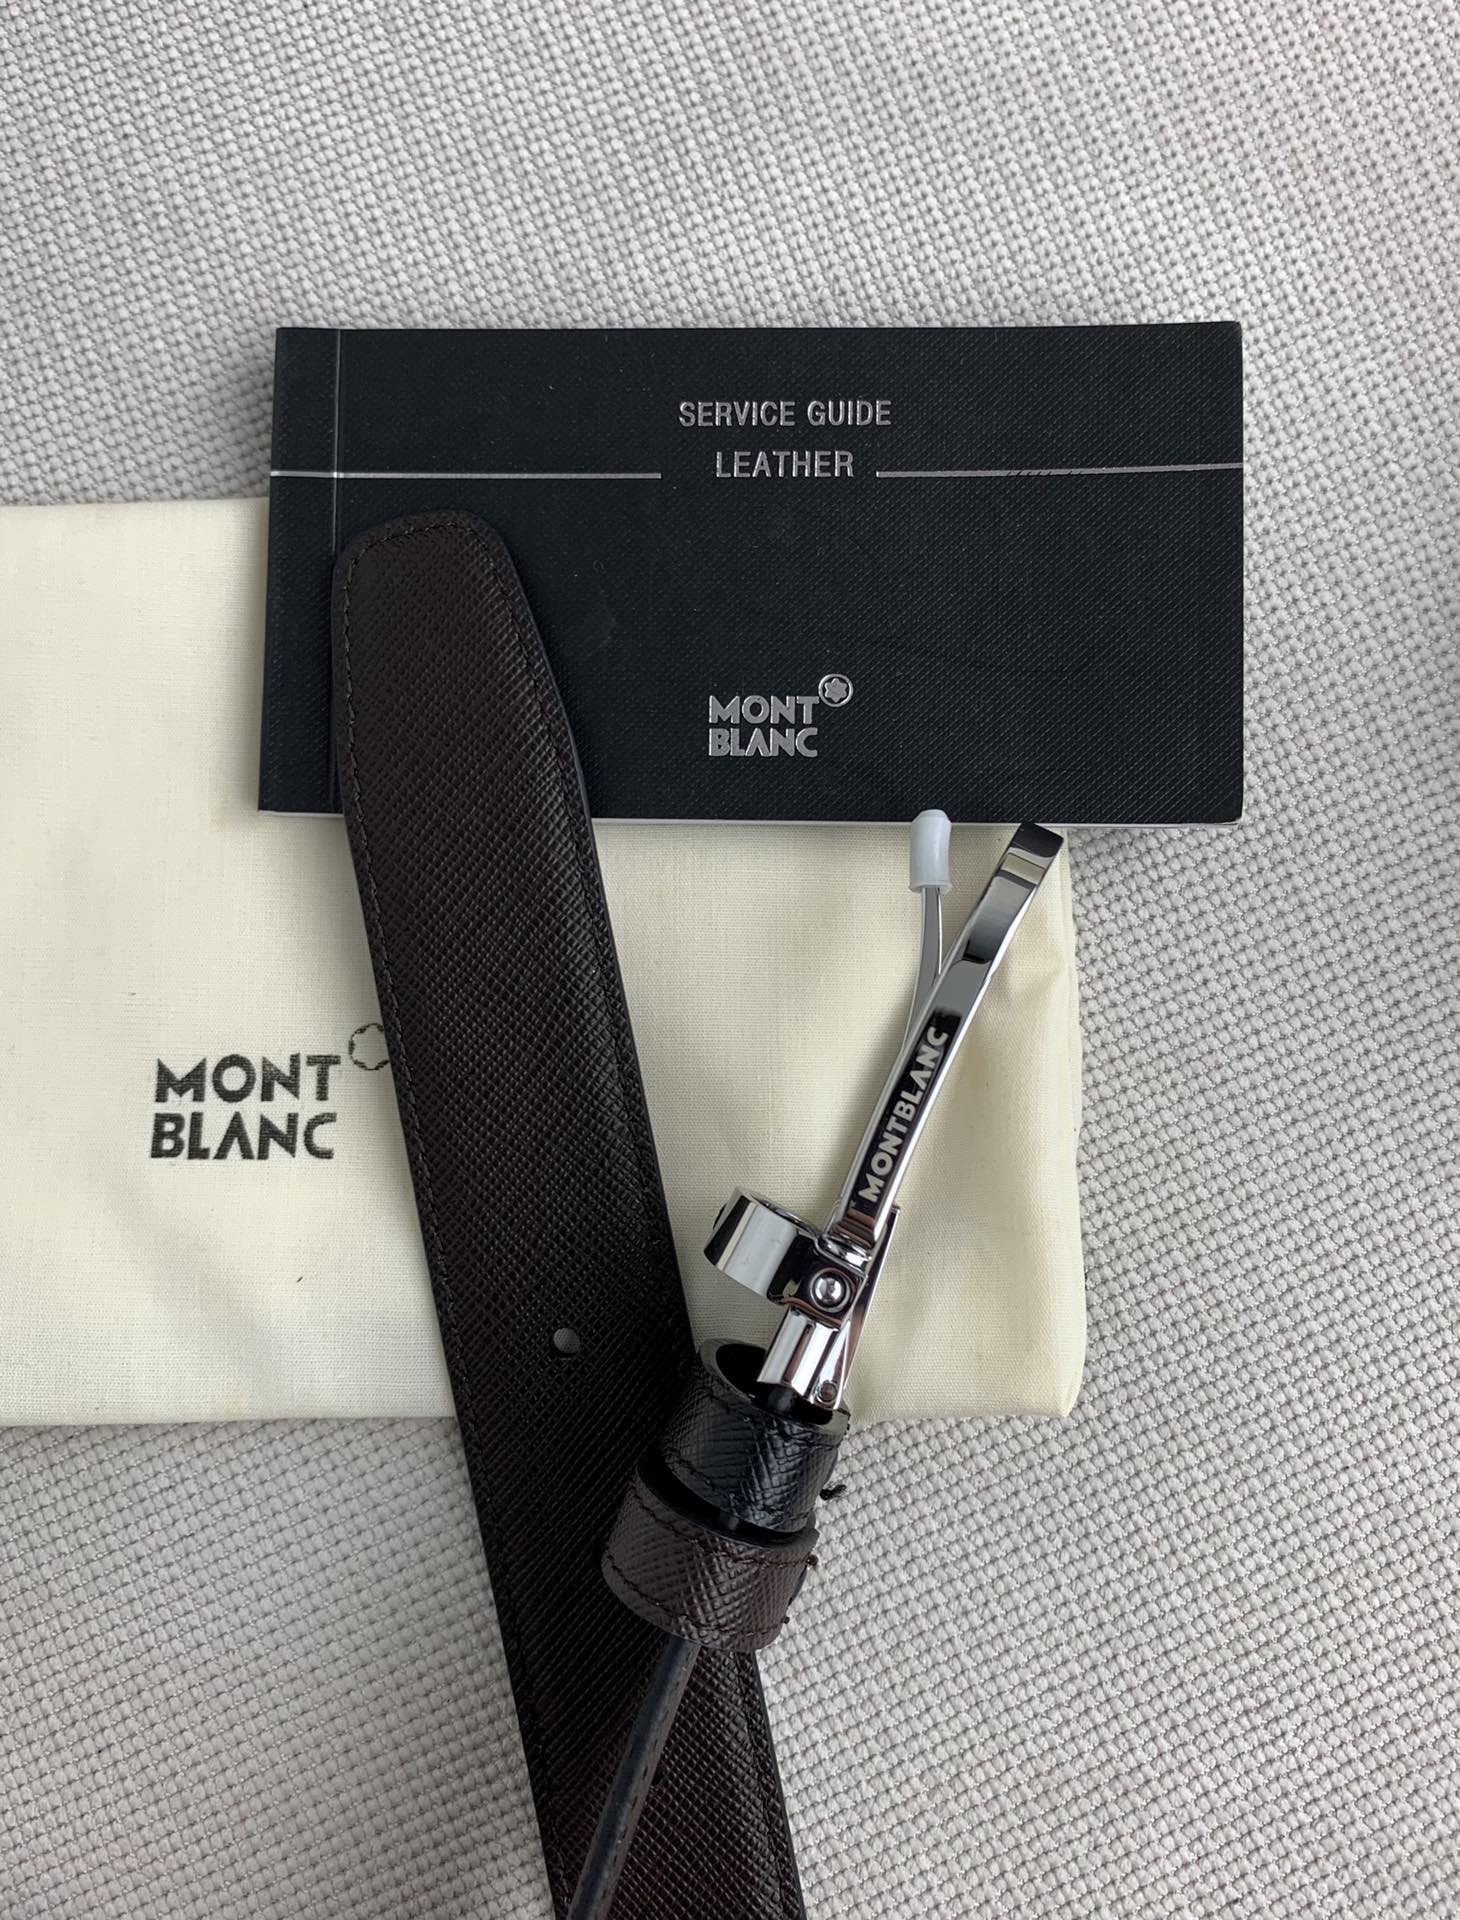 SERVICE GUIDE
LEATHER
MONT
BLANC
MONT
BLANC
MONTBLANC